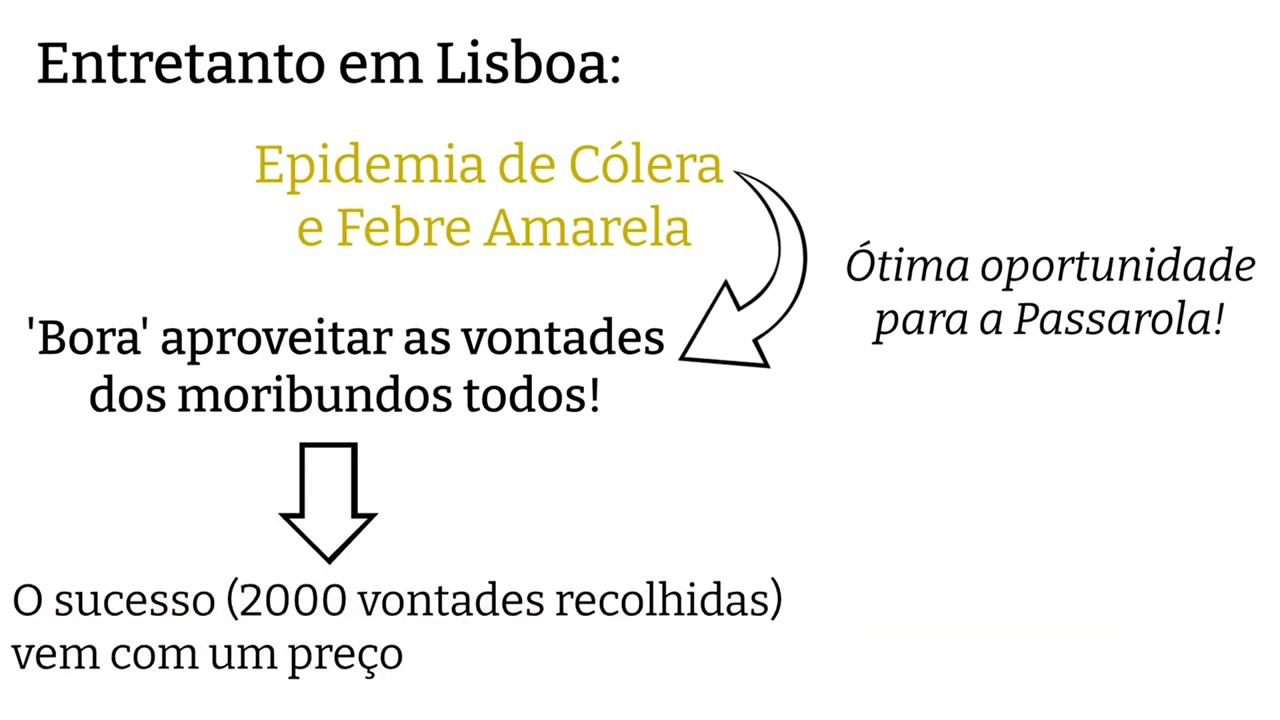 Entretanto em Lisboa:
Epidemia de Cólera
e Febre Amarela
Ótima oportunidade
para a Passarola!
'Bora' aproveitar as vontades
dos moribundos todos!
O sucesso (2000 vontades recolhidas)
vem com um preço